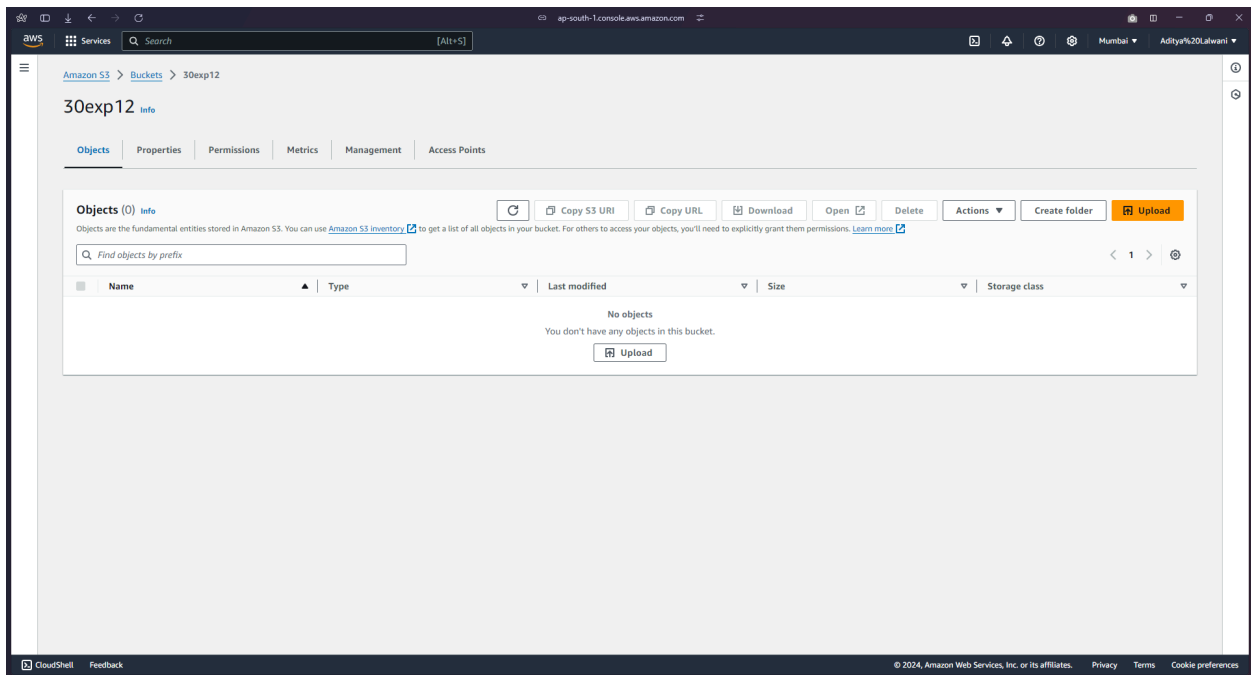 ap-south-1.console.aws.amazon.com
aws Services Search [Alt+S] Mumbai Aditya%20Lalwani
Amazon S3 > Buckets > 30exp12
30exp12 Info
Objects Properties Permissions Metrics Management Access Points
Objects (0) Info Copy S3 URI Copy URL Download Open Delete Actions Create folder Upload
Objects are the fundamental entities stored in Amazon S3. You can use Amazon S3 inventory to get a list of all objects in your bucket. For others to access your objects, you'll need to explicitly grant them permissions. Learn more
Find objects by prefix < 1 >
Name Type Last modified Size Storage class
No objects
You don't have any objects in this bucket.
Upload
CloudShell Feedback © 2024, Amazon Web Services, Inc. or its affiliates. Privacy Terms Cookie preferences